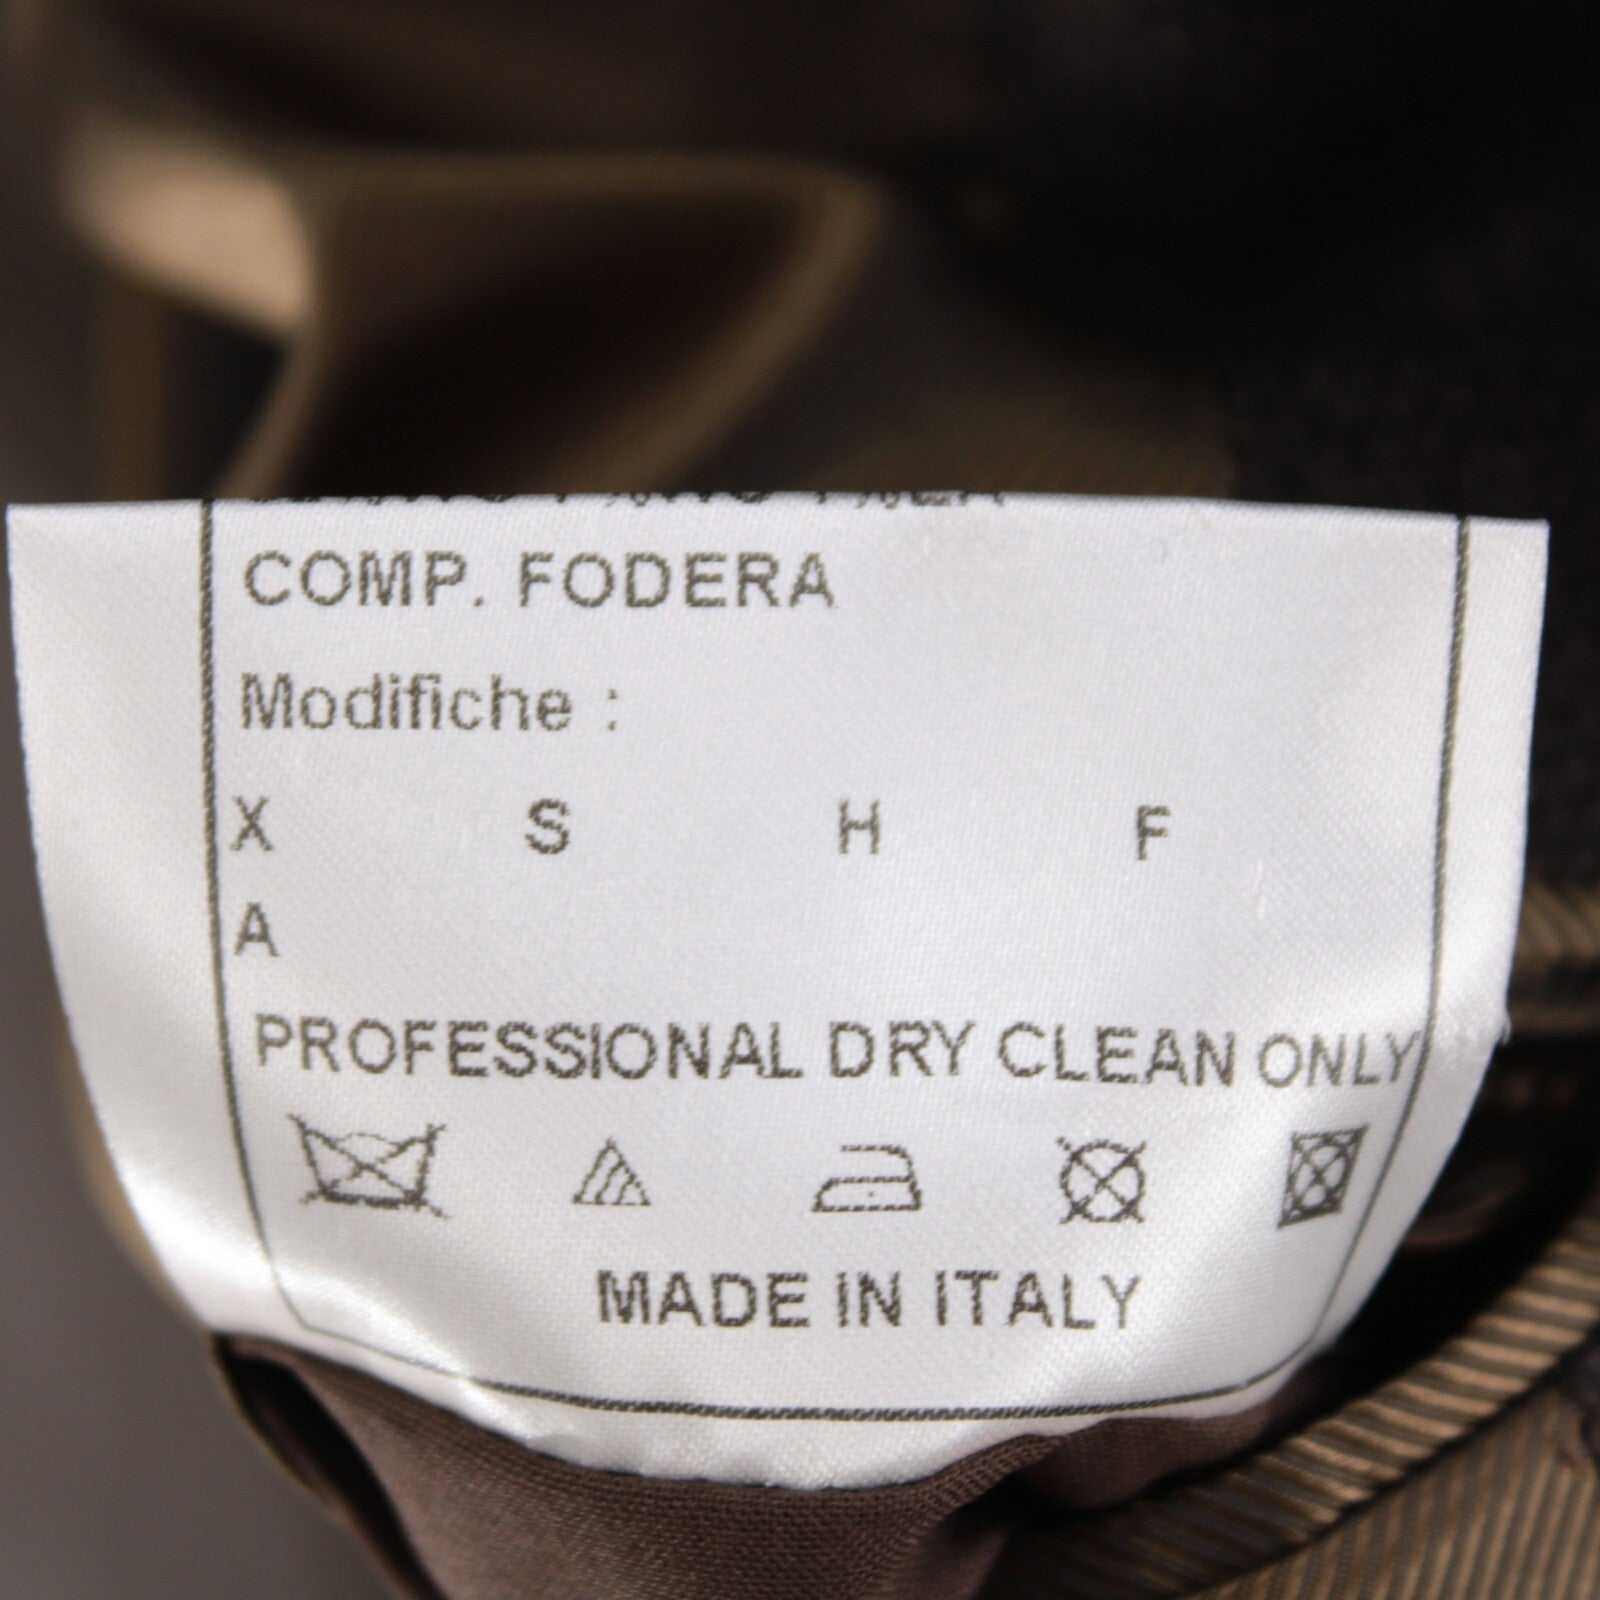 COMP. FODERA
Modifiche :
X S H F
A
PROFESSIONAL DRY CLEAN ONLY
MADE IN ITALY